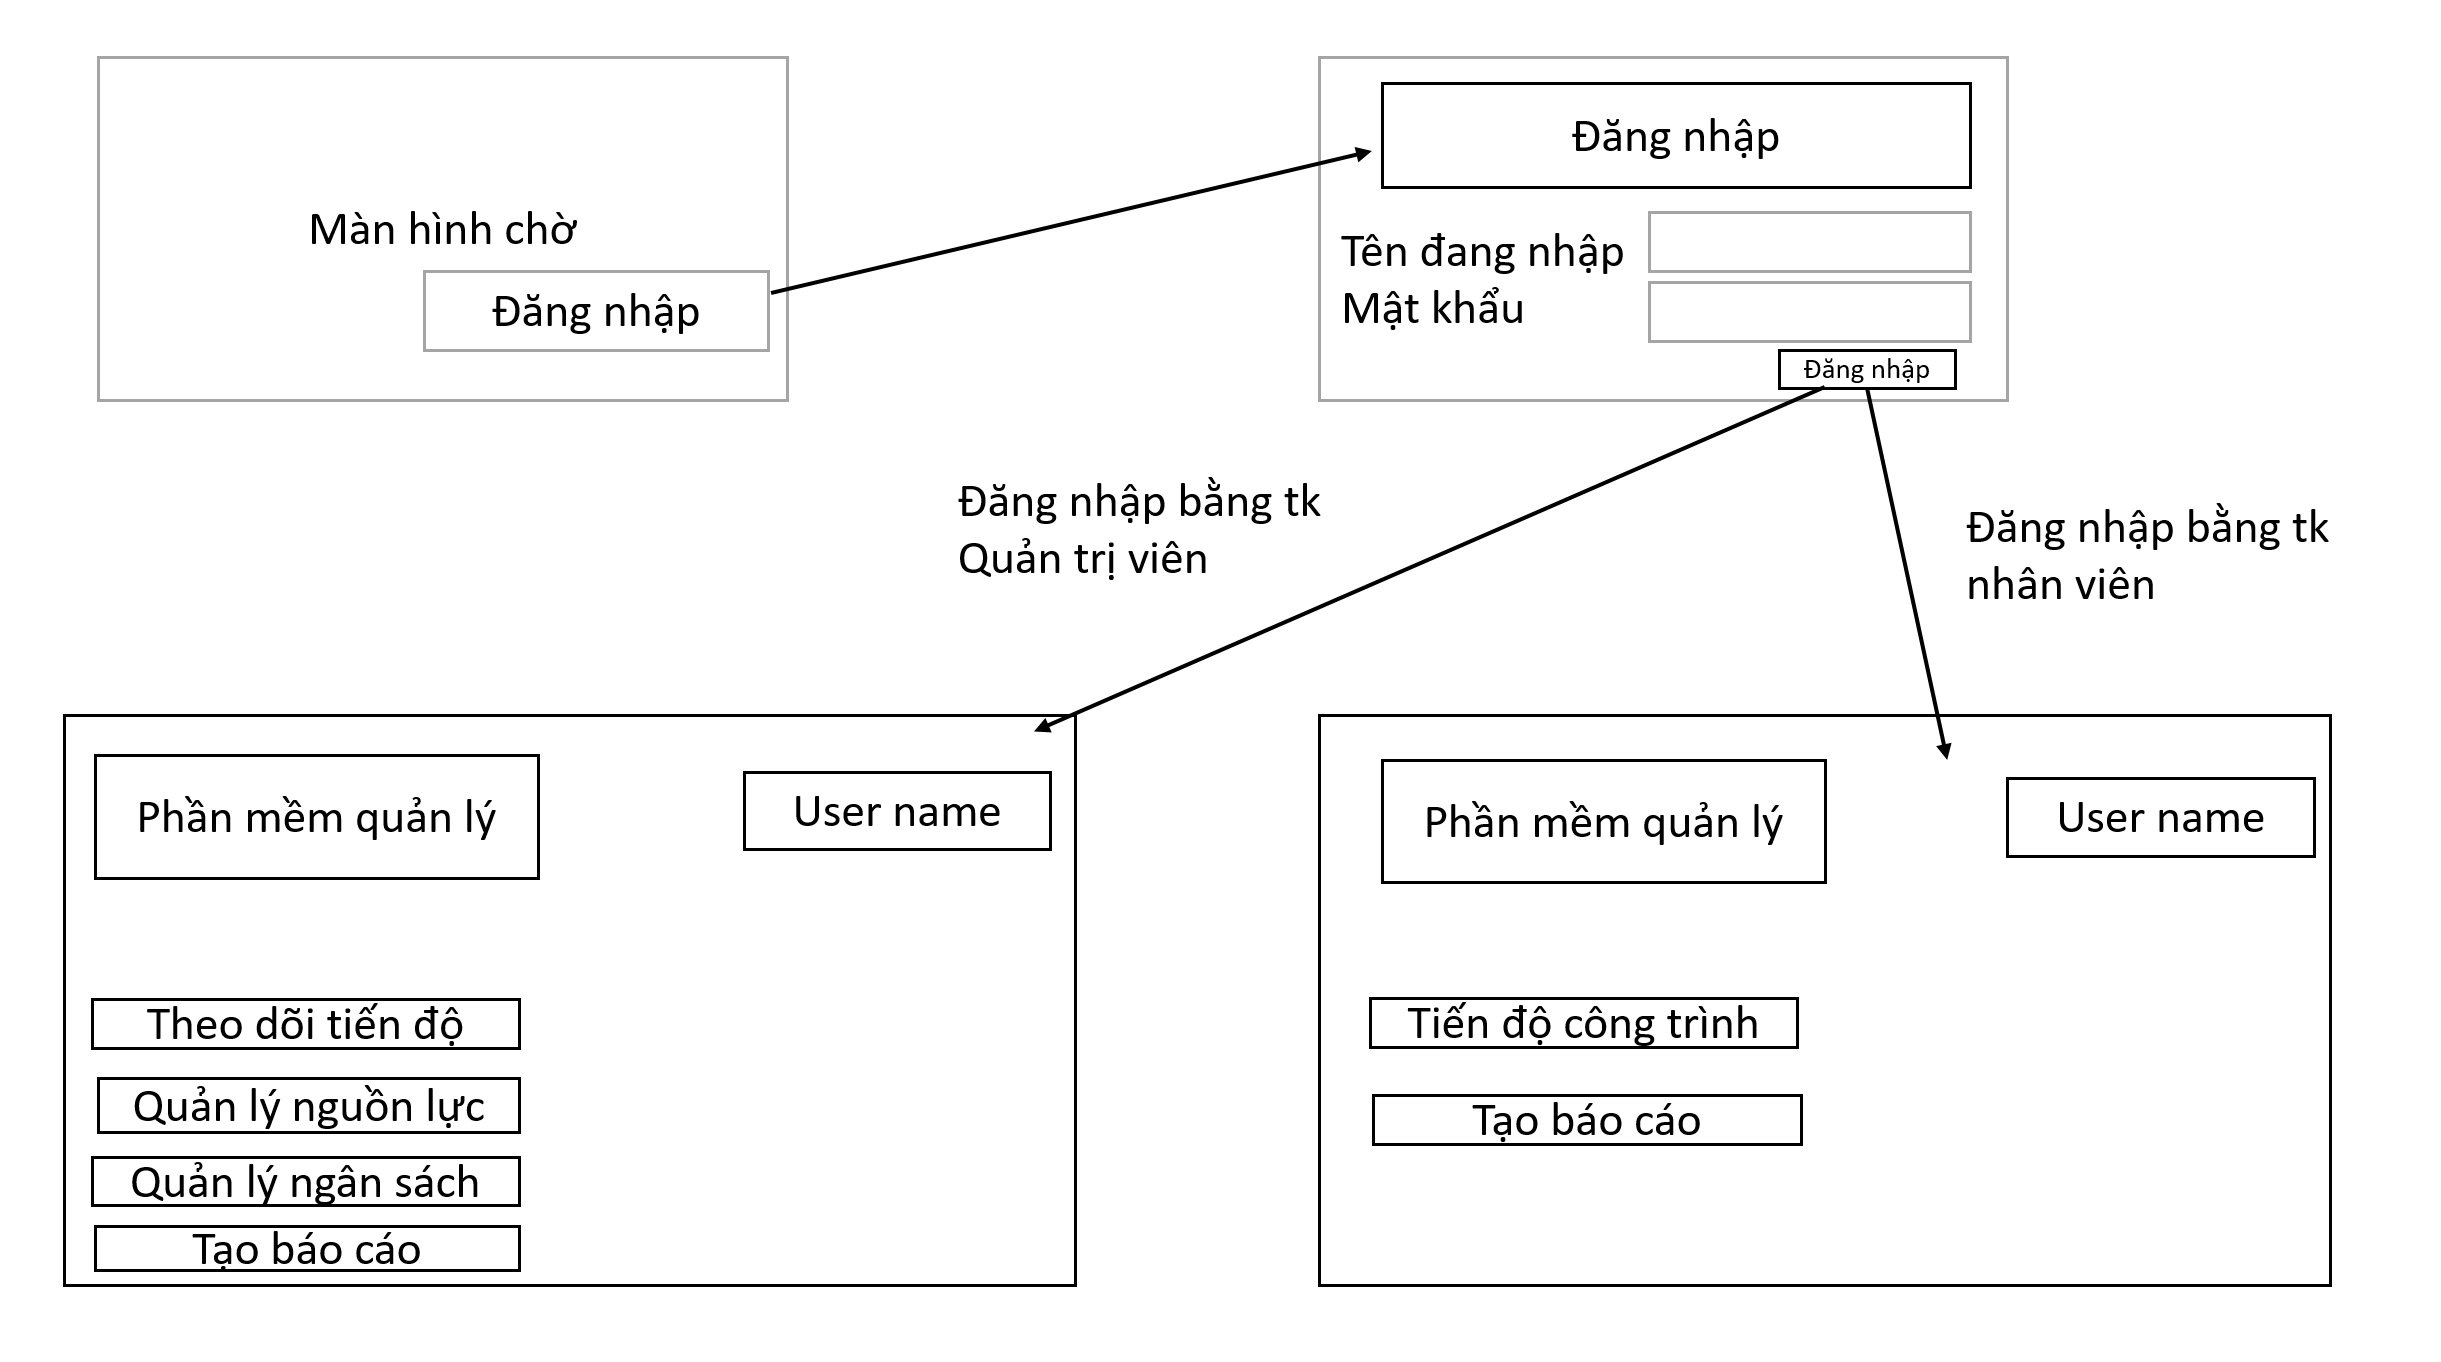 Màn hình chờ
Đăng nhập
Đăng nhập
Tên đang nhập
Mật khẩu
Đăng nhập
Đăng nhập bằng tk
Quản trị viên
Đăng nhập bằng tk
nhân viên
Phần mềm quản lý
User name
Theo dõi tiến độ
Quản lý nguồn lực
Quản lý ngân sách
Tạo báo cáo
Phần mềm quản lý
User name
Tiến độ công trình
Tạo báo cáo